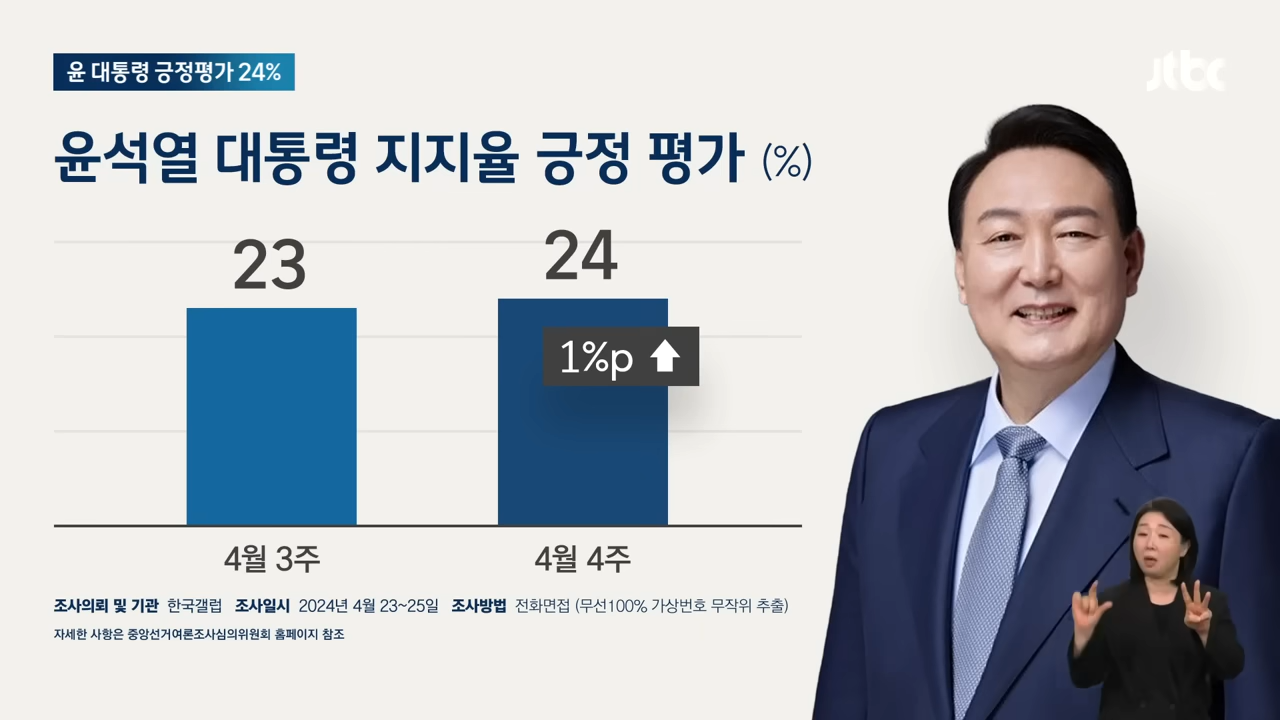 윤 대통령 긍정평가 24%
jtbc
윤석열 대통령 지지율 긍정 평가 (%)
23
24
1%p
4월 3주
4월 4주
조사의뢰 및 기관 한국갤럽 조사일시 2024년 4월 23~25일 조사방법 전화면접 (무선100% 가상번호 무작위 추출)
자세한 사항은 중앙선거여론조사심의위원회 홈페이지 참조